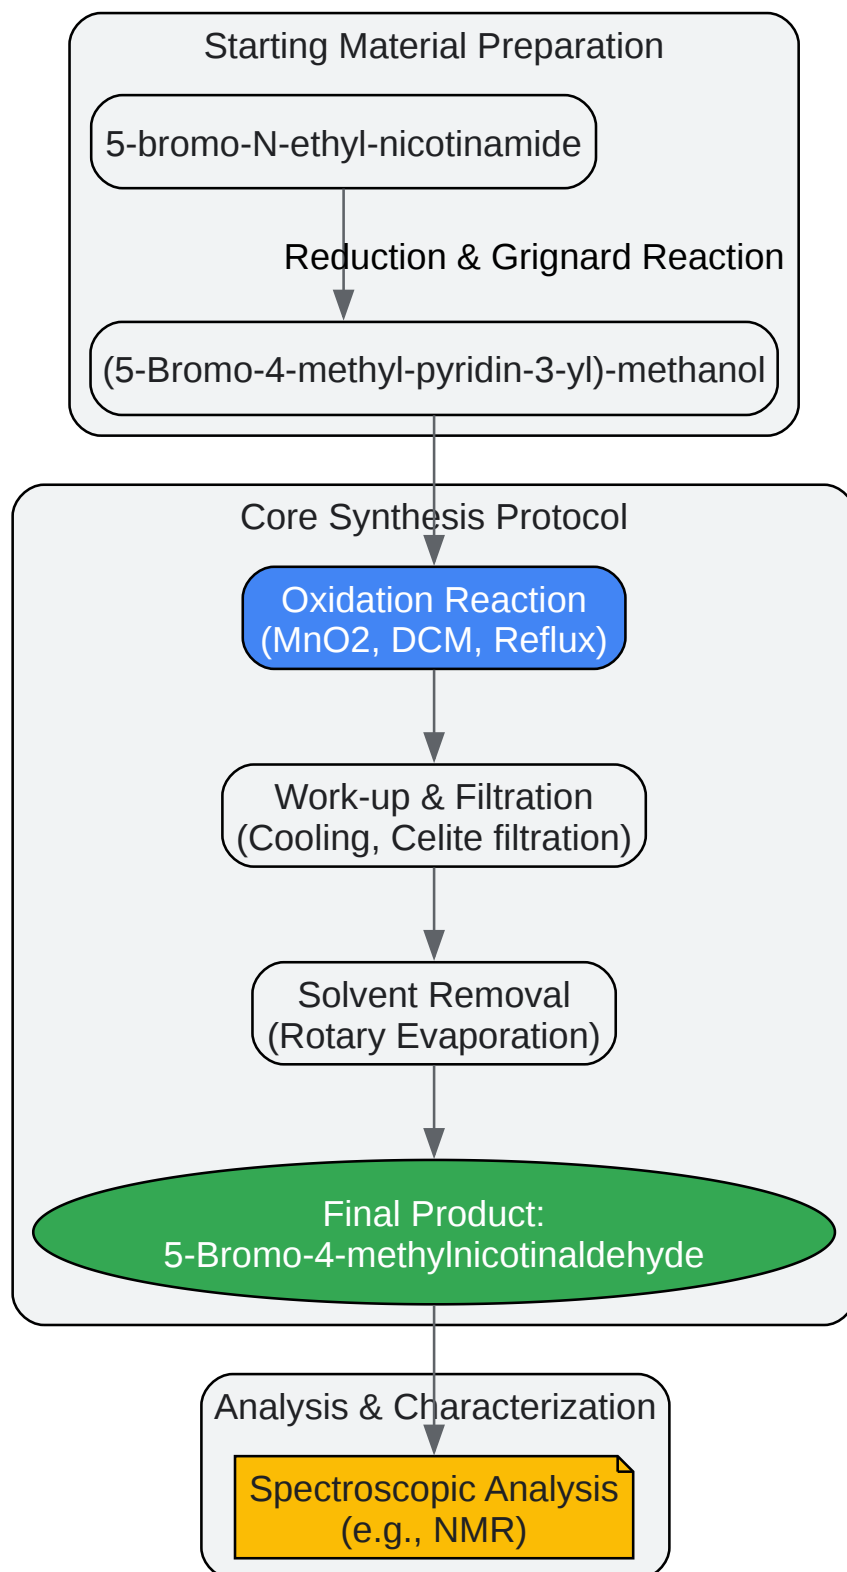 Starting Material Preparation
5-bromo-N-ethyl-nicotinamide
Reduction & Grignard Reaction
(5-Bromo-4-methyl-pyridin-3-yl)-methanol
Core Synthesis Protocol
Oxidation Reaction
(MnO2, DCM, Reflux)
Work-up & Filtration
(Cooling, Celite filtration)
Solvent Removal
(Rotary Evaporation)
Final Product:
5-Bromo-4-methylnicotinaldehyde
Analysis & Characterization
Spectroscopic Analysis
(e.g., NMR)